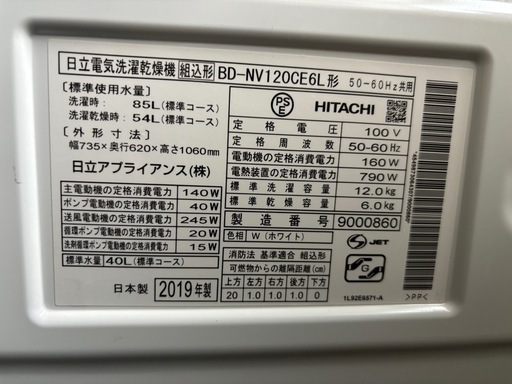 日立電気洗濯乾燥機 組込形 BD-NV120CE6L形 50-60Hz共用
〔標準使用水量〕
洗濯時: 85L(標準コース)
洗濯乾燥時: 54L(標準コース)
〔外形寸法〕
幅735×奥行620×高さ1060mm
日立アプライアンス(株)
主電動機の定格消費電力 140W
ポンプ電動機の定格消費電力 40W
送風電動機の定格消費電力 245W
循環ポンプ電動機の定格消費電力 20W
洗剤循環ポンプ電動機の定格消費電力 15W
標準水量 40L(標準コース)
日本製 2019年製
PS
E
HITACHI
定格電圧 100V
定格周波数 50-60Hz
電動機の定格消費電力 160W
電熱装置の定格消費電力 790W
標準洗濯容量 12.0kg
標準乾燥容量 6.0kg
製造番号 9000860
色相 W(ホワイト)
消防法 基準適合 組込形
可燃物からの離隔距離(cm)
上方 左方 右方 前方 後方 下方
20 1.0 1.0 1.0 1.0 0
S JET
S
G
1L92E6571-A
>PP<